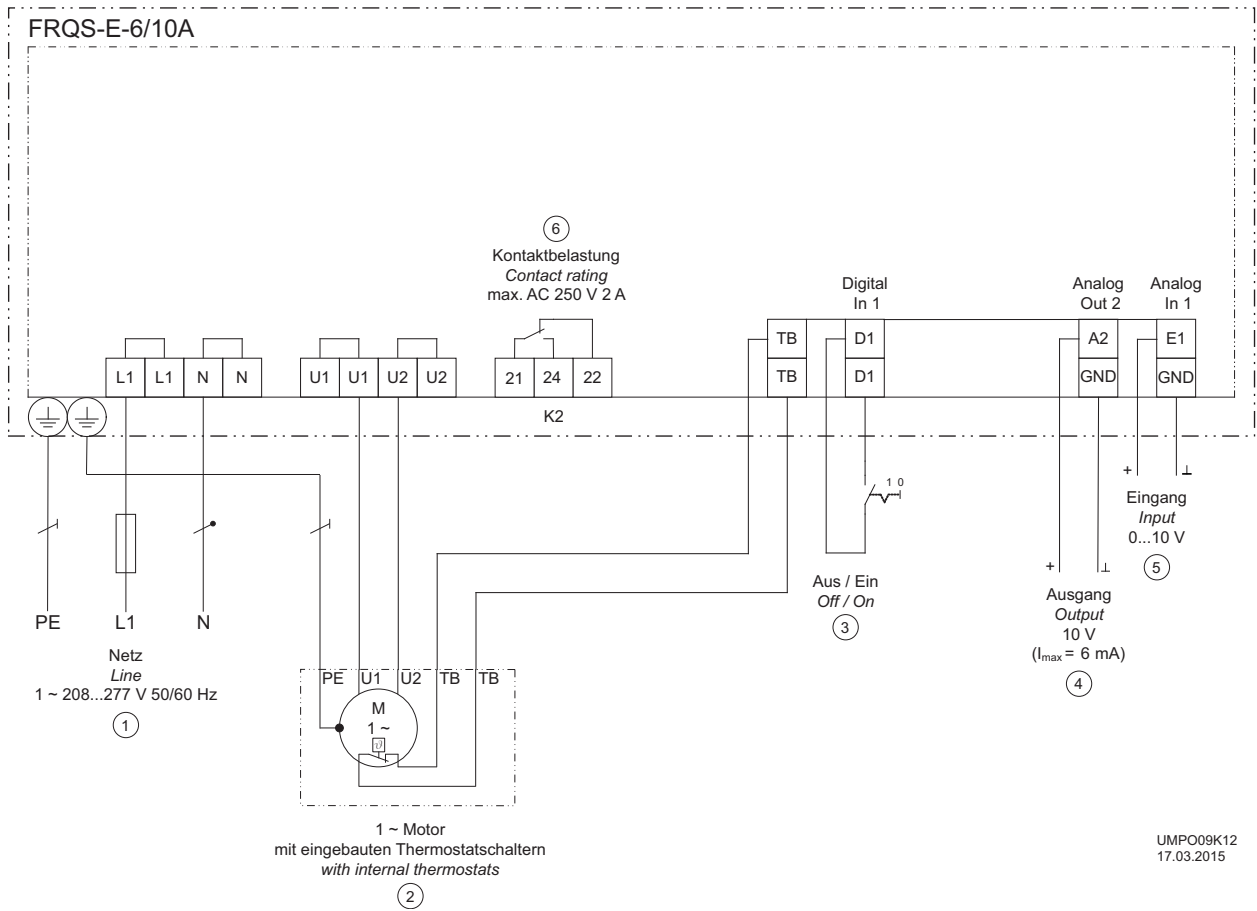 FRQS-E-6/10A
6
Kontaktbelastung
Contact rating
max. AC 250 V 2 A
Digital
In 1
Analog
Out 2
Analog
In 1
L1 L1 N N
U1 U1 U2 U2
21 24 22
K2
TB
TB
D1
D1
A2
GND
E1
GND
1 0
+ ⊥
Eingang
Input
0...10 V
5
+ ⊥
Ausgang
Output
10 V
(Imax = 6 mA)
4
Aus / Ein
Off / On
3
PE L1 N
Netz
Line
1 ~ 208...277 V 50/60 Hz
1
PE U1 U2 TB TB
M
1 ~
ϑ
1 ~ Motor
mit eingebauten Thermostatschaltern
with internal thermostats
2
UMPO09K12
17.03.2015